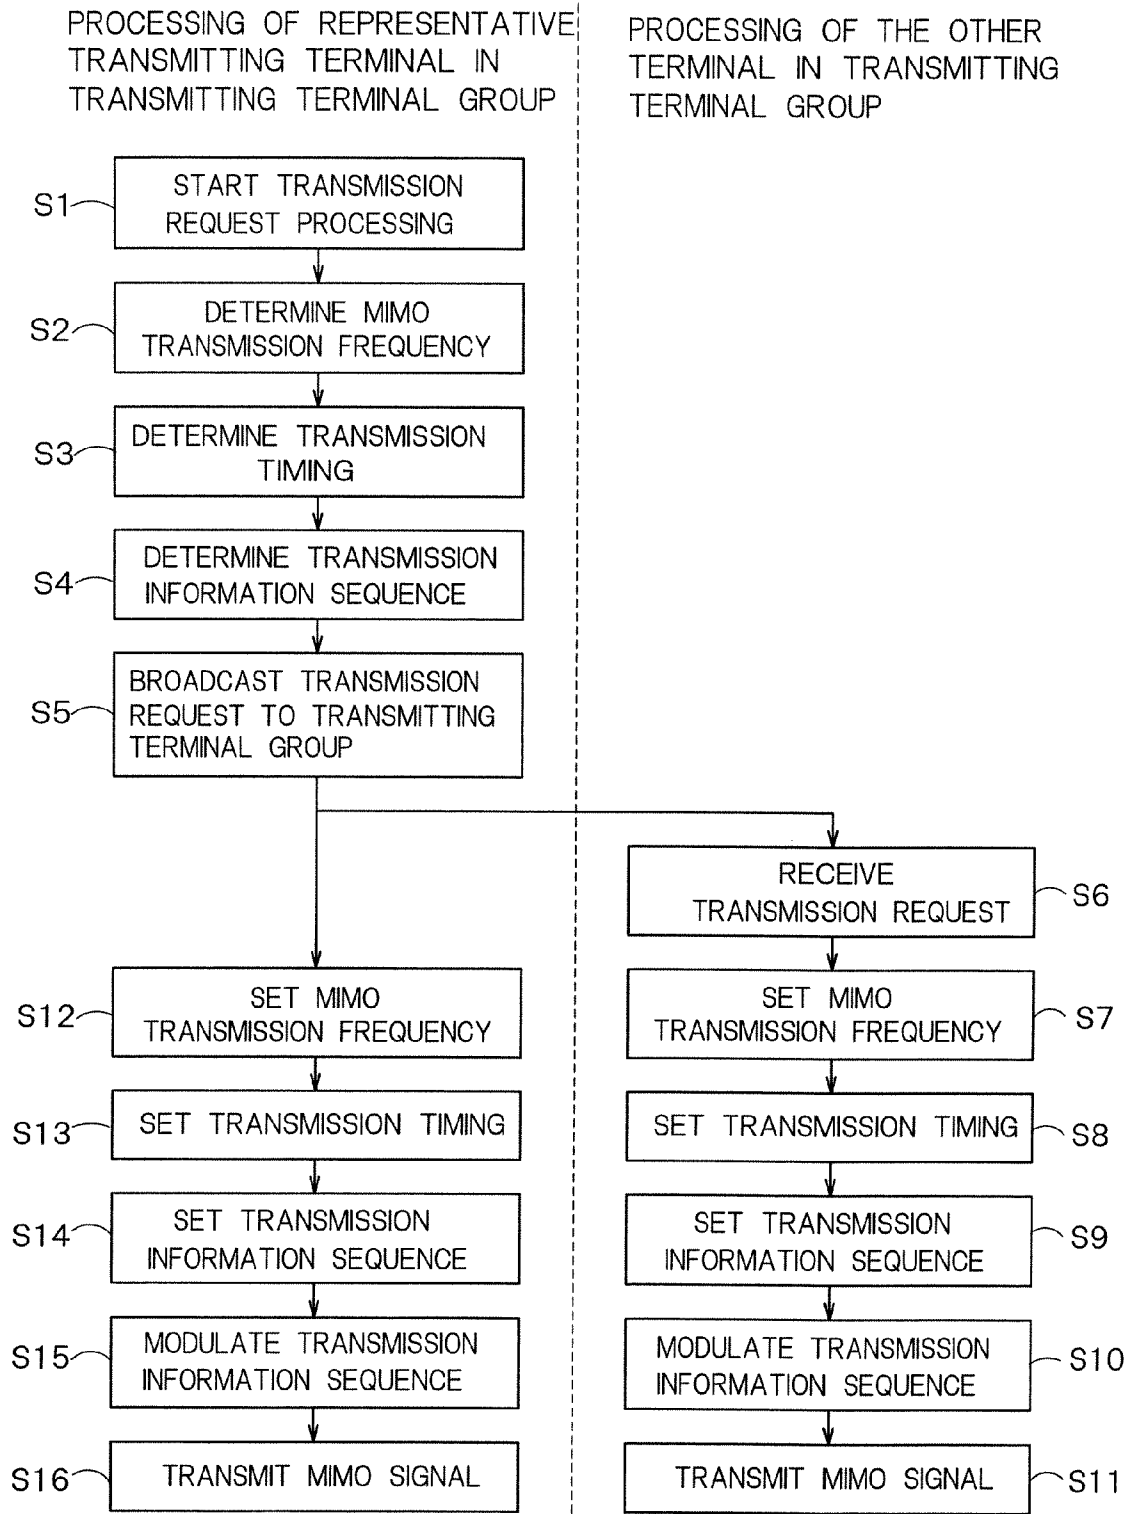 PROCESSING OF REPRESENTATIVE
TRANSMITTING TERMINAL IN
TRANSMITTING TERMINAL GROUP
PROCESSING OF THE OTHER
TERMINAL IN TRANSMITTING
TERMINAL GROUP
S1
START TRANSMISSION
REQUEST PROCESSING
S2
DETERMINE MIMO
TRANSMISSION FREQUENCY
S3
DETERMINE TRANSMISSION
TIMING
S4
DETERMINE TRANSMISSION
INFORMATION SEQUENCE
S5
BROADCAST TRANSMISSION
REQUEST TO TRANSMITTING
TERMINAL GROUP
RECEIVE
TRANSMISSION REQUEST
S6
S12
SET MIMO
TRANSMISSION FREQUENCY
SET MIMO
TRANSMISSION FREQUENCY
S7
S13
SET TRANSMISSION TIMING
SET TRANSMISSION TIMING
S8
S14
SET TRANSMISSION
INFORMATION SEQUENCE
SET TRANSMISSION
INFORMATION SEQUENCE
S9
S15
MODULATE TRANSMISSION
INFORMATION SEQUENCE
MODULATE TRANSMISSION
INFORMATION SEQUENCE
S10
S16
TRANSMIT MIMO SIGNAL
TRANSMIT MIMO SIGNAL
S11